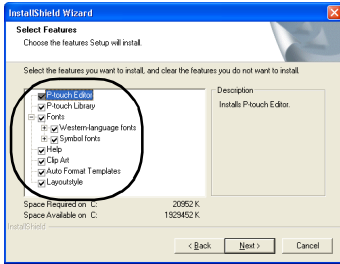 InstallShield Wizard
Select Features
Choose the features Setup will install.
Select the features you want to install, and clear the features you do not want to install.
P-touch Editor
P-touch Library
Fonts
Western-language fonts
Symbol fonts
Help
Clip Art
Auto Format Templates
Layoutstyle
Description
Installs P-touch Editor.
Space Required on C: 20952 K
Space Available on C: 1929452 K
InstallShield
< Back Next > Cancel